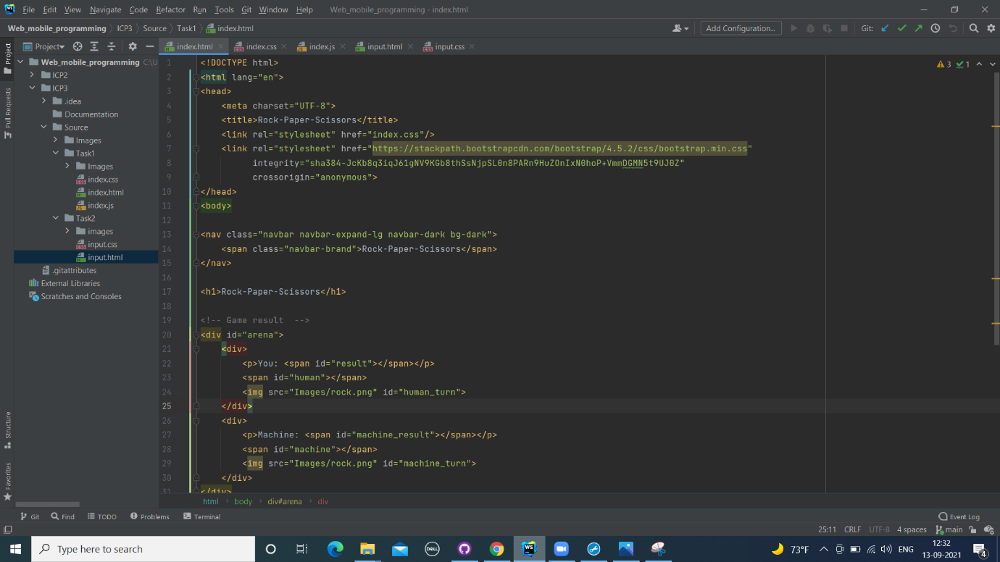 File Edit View Navigate Code Refactor Run Tools Git Window Help Web_mobile_programming - index.html
Web_mobile_programming ICP3 Source Task1 index.html Add Configuration... Git:
Project index.html index.css index.js input.html input.css
Project
Pull Requests
Structure
Favorites
Web_mobile_programming C:\U
ICP2
ICP3
.idea
Documentation
Source
Images
Task1
Images
index.css
index.html
index.js
Task2
images
input.css
input.html
.gitattributes
External Libraries
Scratches and Consoles
3 1
1 <!DOCTYPE html>
2 <html lang="en">
3 <head>
4 <meta charset="UTF-8">
5 <title>Rock-Paper-Scissors</title>
6 <link rel="stylesheet" href="index.css"/>
7 <link rel="stylesheet" href="https://stackpath.bootstrapcdn.com/bootstrap/4.5.2/css/bootstrap.min.css"
8 integrity="sha384-JcKb8q3iqJ61gNV9KGb8thSsNjpSL0n8PARn9HuZOnIxN0hoP+VmmDGMN5t9UJ0Z"
9 crossorigin="anonymous">
10 </head>
11 <body>
12
13 <nav class="navbar navbar-expand-lg navbar-dark bg-dark">
14 <span class="navbar-brand">Rock-Paper-Scissors</span>
15 </nav>
16
17 <h1>Rock-Paper-Scissors</h1>
18
19 <!-- Game result -->
20 <div id="arena">
21 <div>
22 <p>You: <span id="result"></span></p>
23 <span id="human"></span>
24 <img src="Images/rock.png" id="human_turn">
25 </div>
26 <div>
27 <p>Machine: <span id="machine_result"></span></p>
28 <span id="machine"></span>
29 <img src="Images/rock.png" id="machine_turn">
30 </div>
31 </div>
html body div#arena div
Git Find TODO Problems Terminal Event Log
25:11 CRLF UTF-8 4 spaces main
Type here to search DELL WS 73°F ENG 12:32
13-09-2021 4